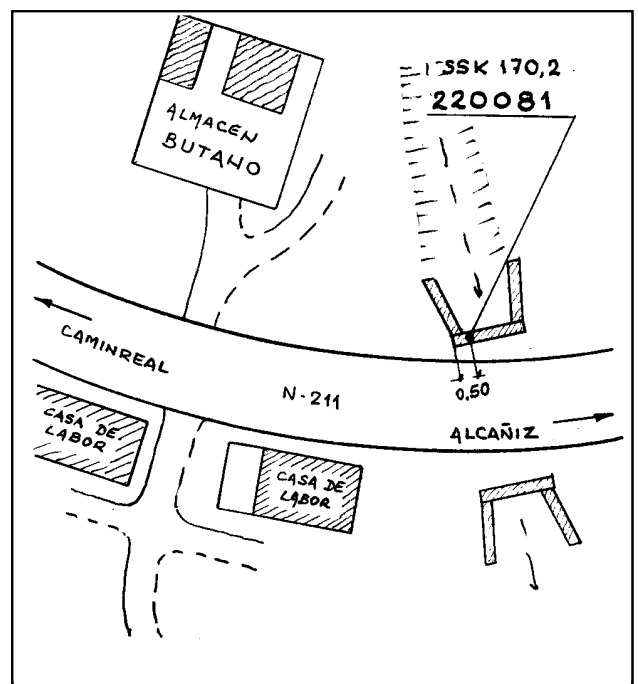 SSK 170,2
220081
ALMACEN
BUTANO
CAMINREAL
N-211
0,50
ALCAÑIZ
CASA DE
LABOR
CASA DE
LABOR